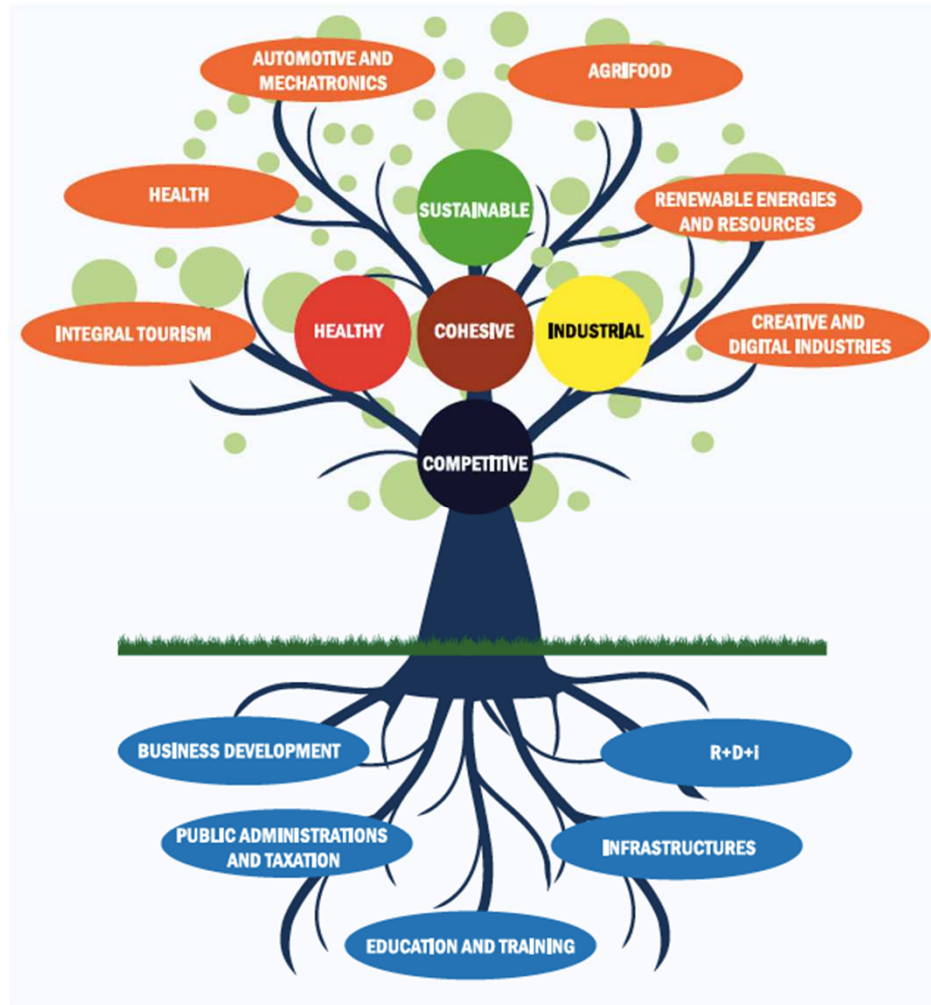 AUTOMOTIVE AND
MECHATRONICS
AGRIFOOD
HEALTH
SUSTAINABLE
RENEWABLE ENERGIES
AND RESOURCES
INTEGRAL TOURISM
HEALTHY
COHESIVE
INDUSTRIAL
CREATIVE AND
DIGITAL INDUSTRIES
COMPETITIVE
BUSINESS DEVELOPMENT
R+D+I
PUBLIC ADMINISTRATIONS
AND TAXATION
INFRASTRUCTURES
EDUCATION AND TRAINING